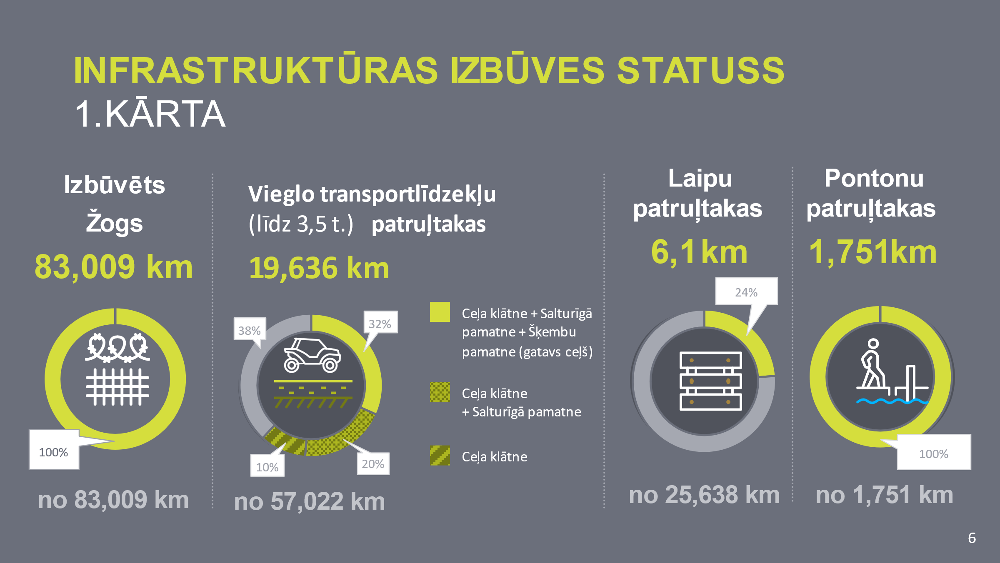 INFRASTRUKTŪRAS IZBŪVES STATUSS
1.KĀRTA
Izbūvēts
Žogs
83,009 km
100%
no 83,009 km
Vieglo transportlīdzekļu
(līdz 3,5 t.) patruļtakas
19,636 km
38%
32%
10%
20%
no 57,022 km
Ceļa klātne + Salturīgā
pamatne + Šķembu
pamatne (gatavs ceļš)
Ceļa klātne
+ Salturīgā pamatne
Ceļa klātne
Laipu
patruļtakas
6,1 km
24%
no 25,638 km
Pontonu
patruļtakas
1,751km
100%
no 1,751 km
6